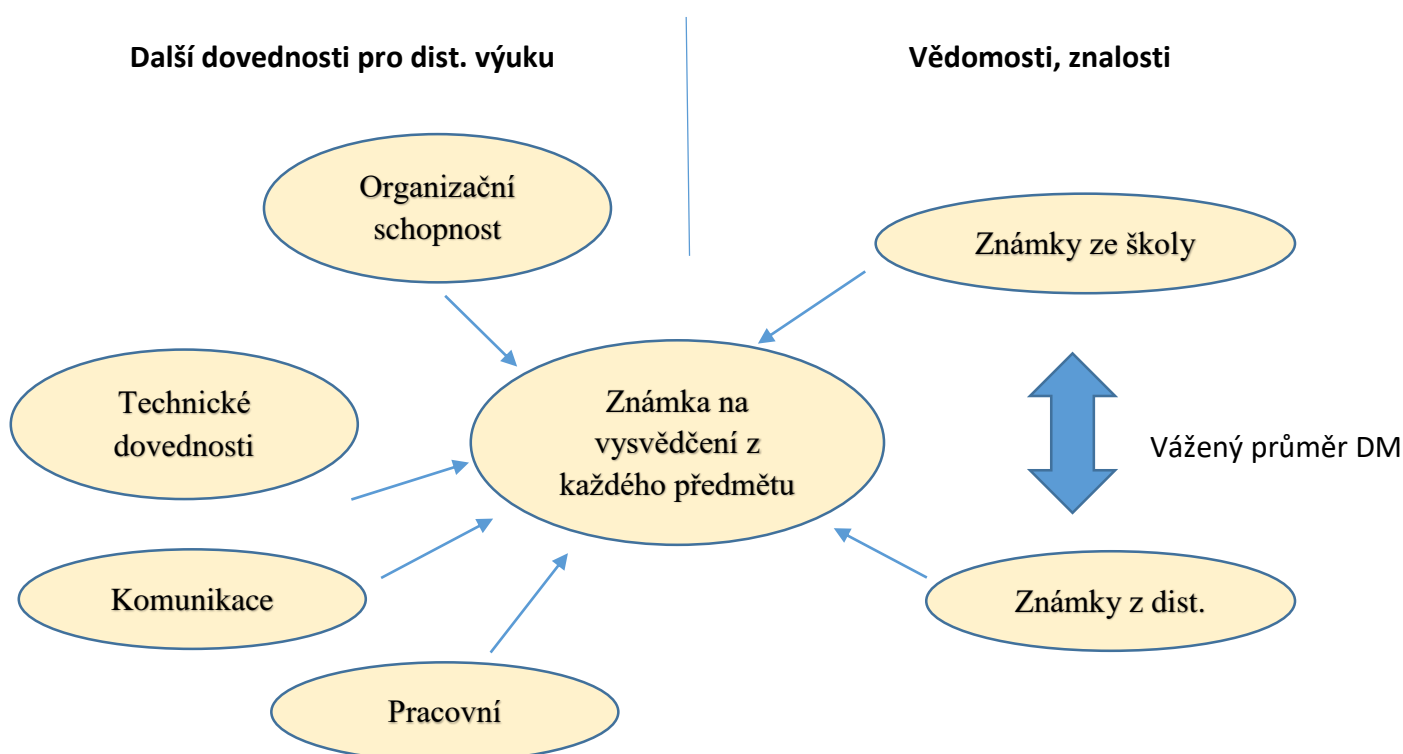 Další dovednosti pro dist. výuku
Vědomosti, znalosti
Organizační
schopnost
Známky ze školy
Technické
dovednosti
Známka na
vysvědčení z
každého předmětu
Vážený průměr DM
Komunikace
Známky z dist.
Pracovní